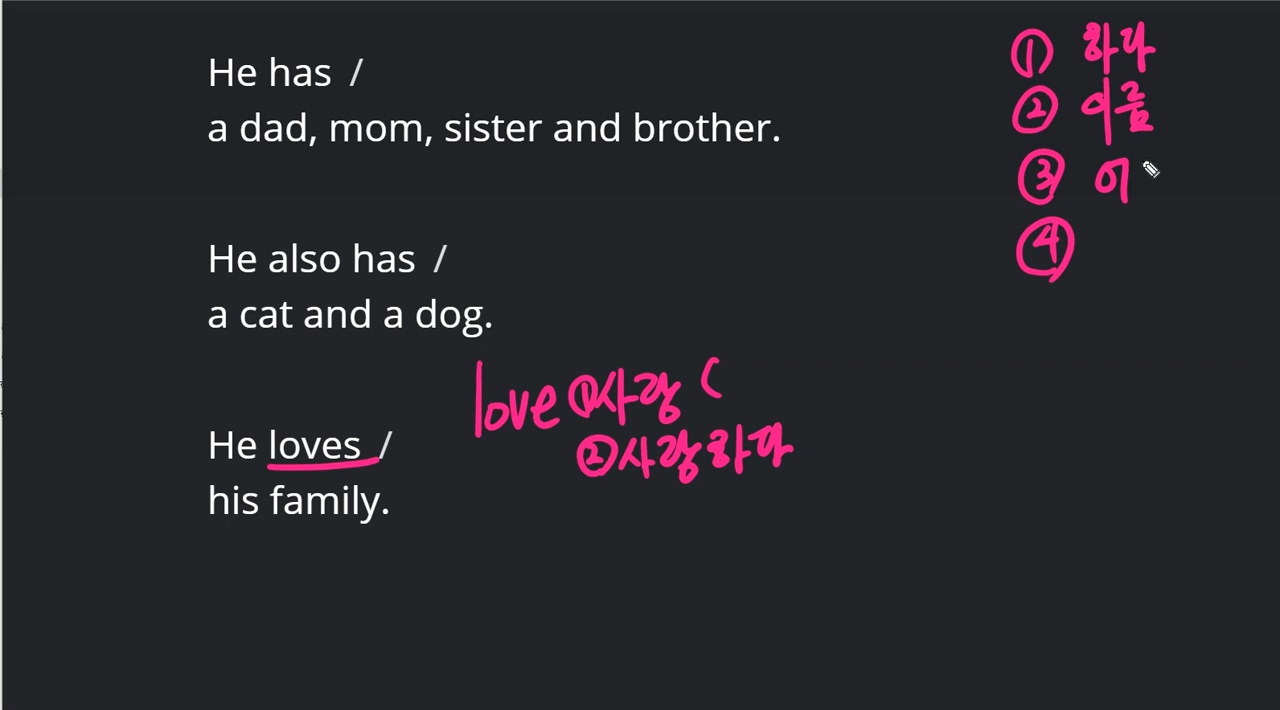 He has /
a dad, mom, sister and brother.
He also has /
a cat and a dog.
He loves /
his family.
love ①사랑 (
②사랑하다
① 하다
② 이름
③ 어
④